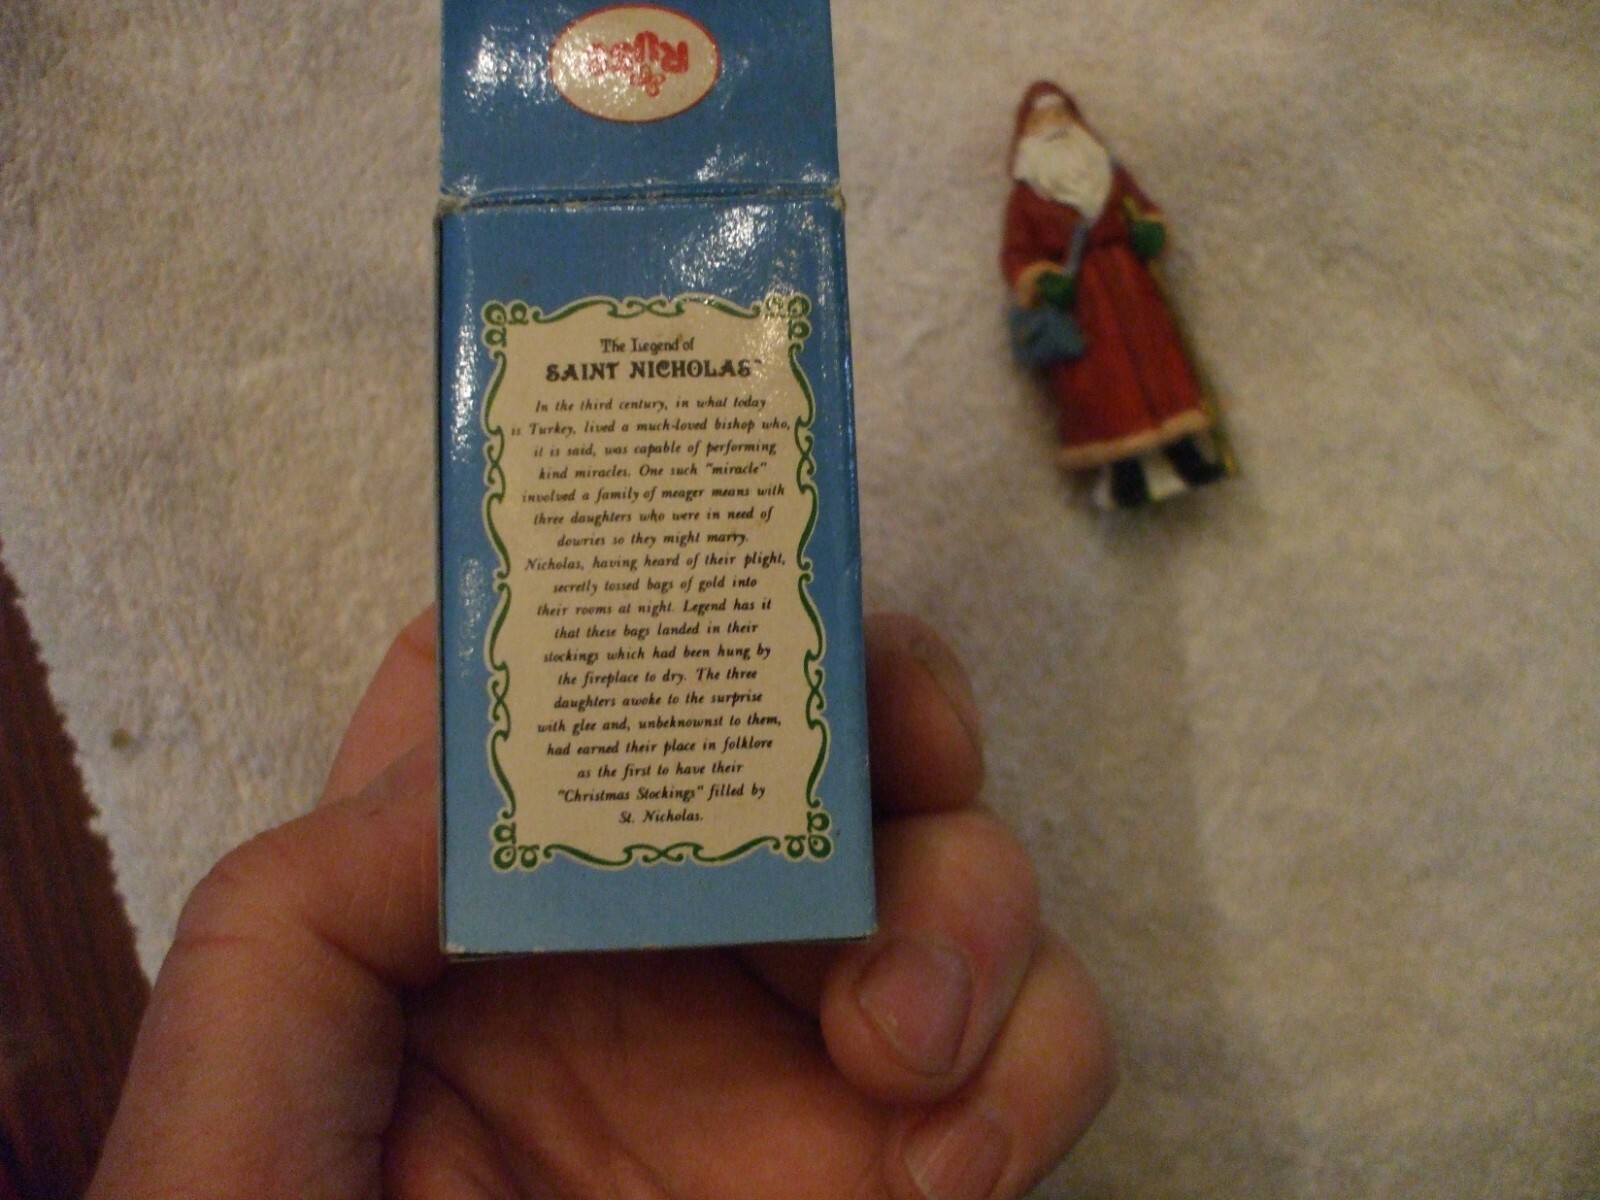 The Legend of
SAINT NICHOLAS™
In the third century, in what today
is Turkey, lived a much-loved bishop who,
it is said, was capable of performing
kind miracles. One such "miracle"
involved a family of meager means with
three daughters who were in need of
dowries so they might marry.
Nicholas, having heard of their plight,
secretly tossed bags of gold into
their rooms at night. Legend has it
that these bags landed in their
stockings which had been hung by
the fireplace to dry. The three
daughters awoke to the surprise
with glee and, unbeknownst to them,
had earned their place in folklore
as the first to have their
"Christmas Stockings" filled by
St. Nicholas.